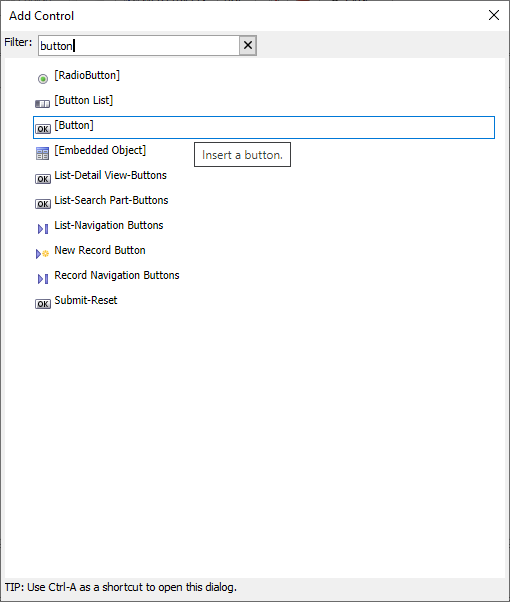 Add Control
Filter: button
[RadioButton]
[Button List]
OK [Button]
[Embedded Object]
Insert a button.
OK List-Detail View-Buttons
OK List-Search Part-Buttons
List-Navigation Buttons
New Record Button
Record Navigation Buttons
OK Submit-Reset
TIP: Use Ctrl-A as a shortcut to open this dialog.